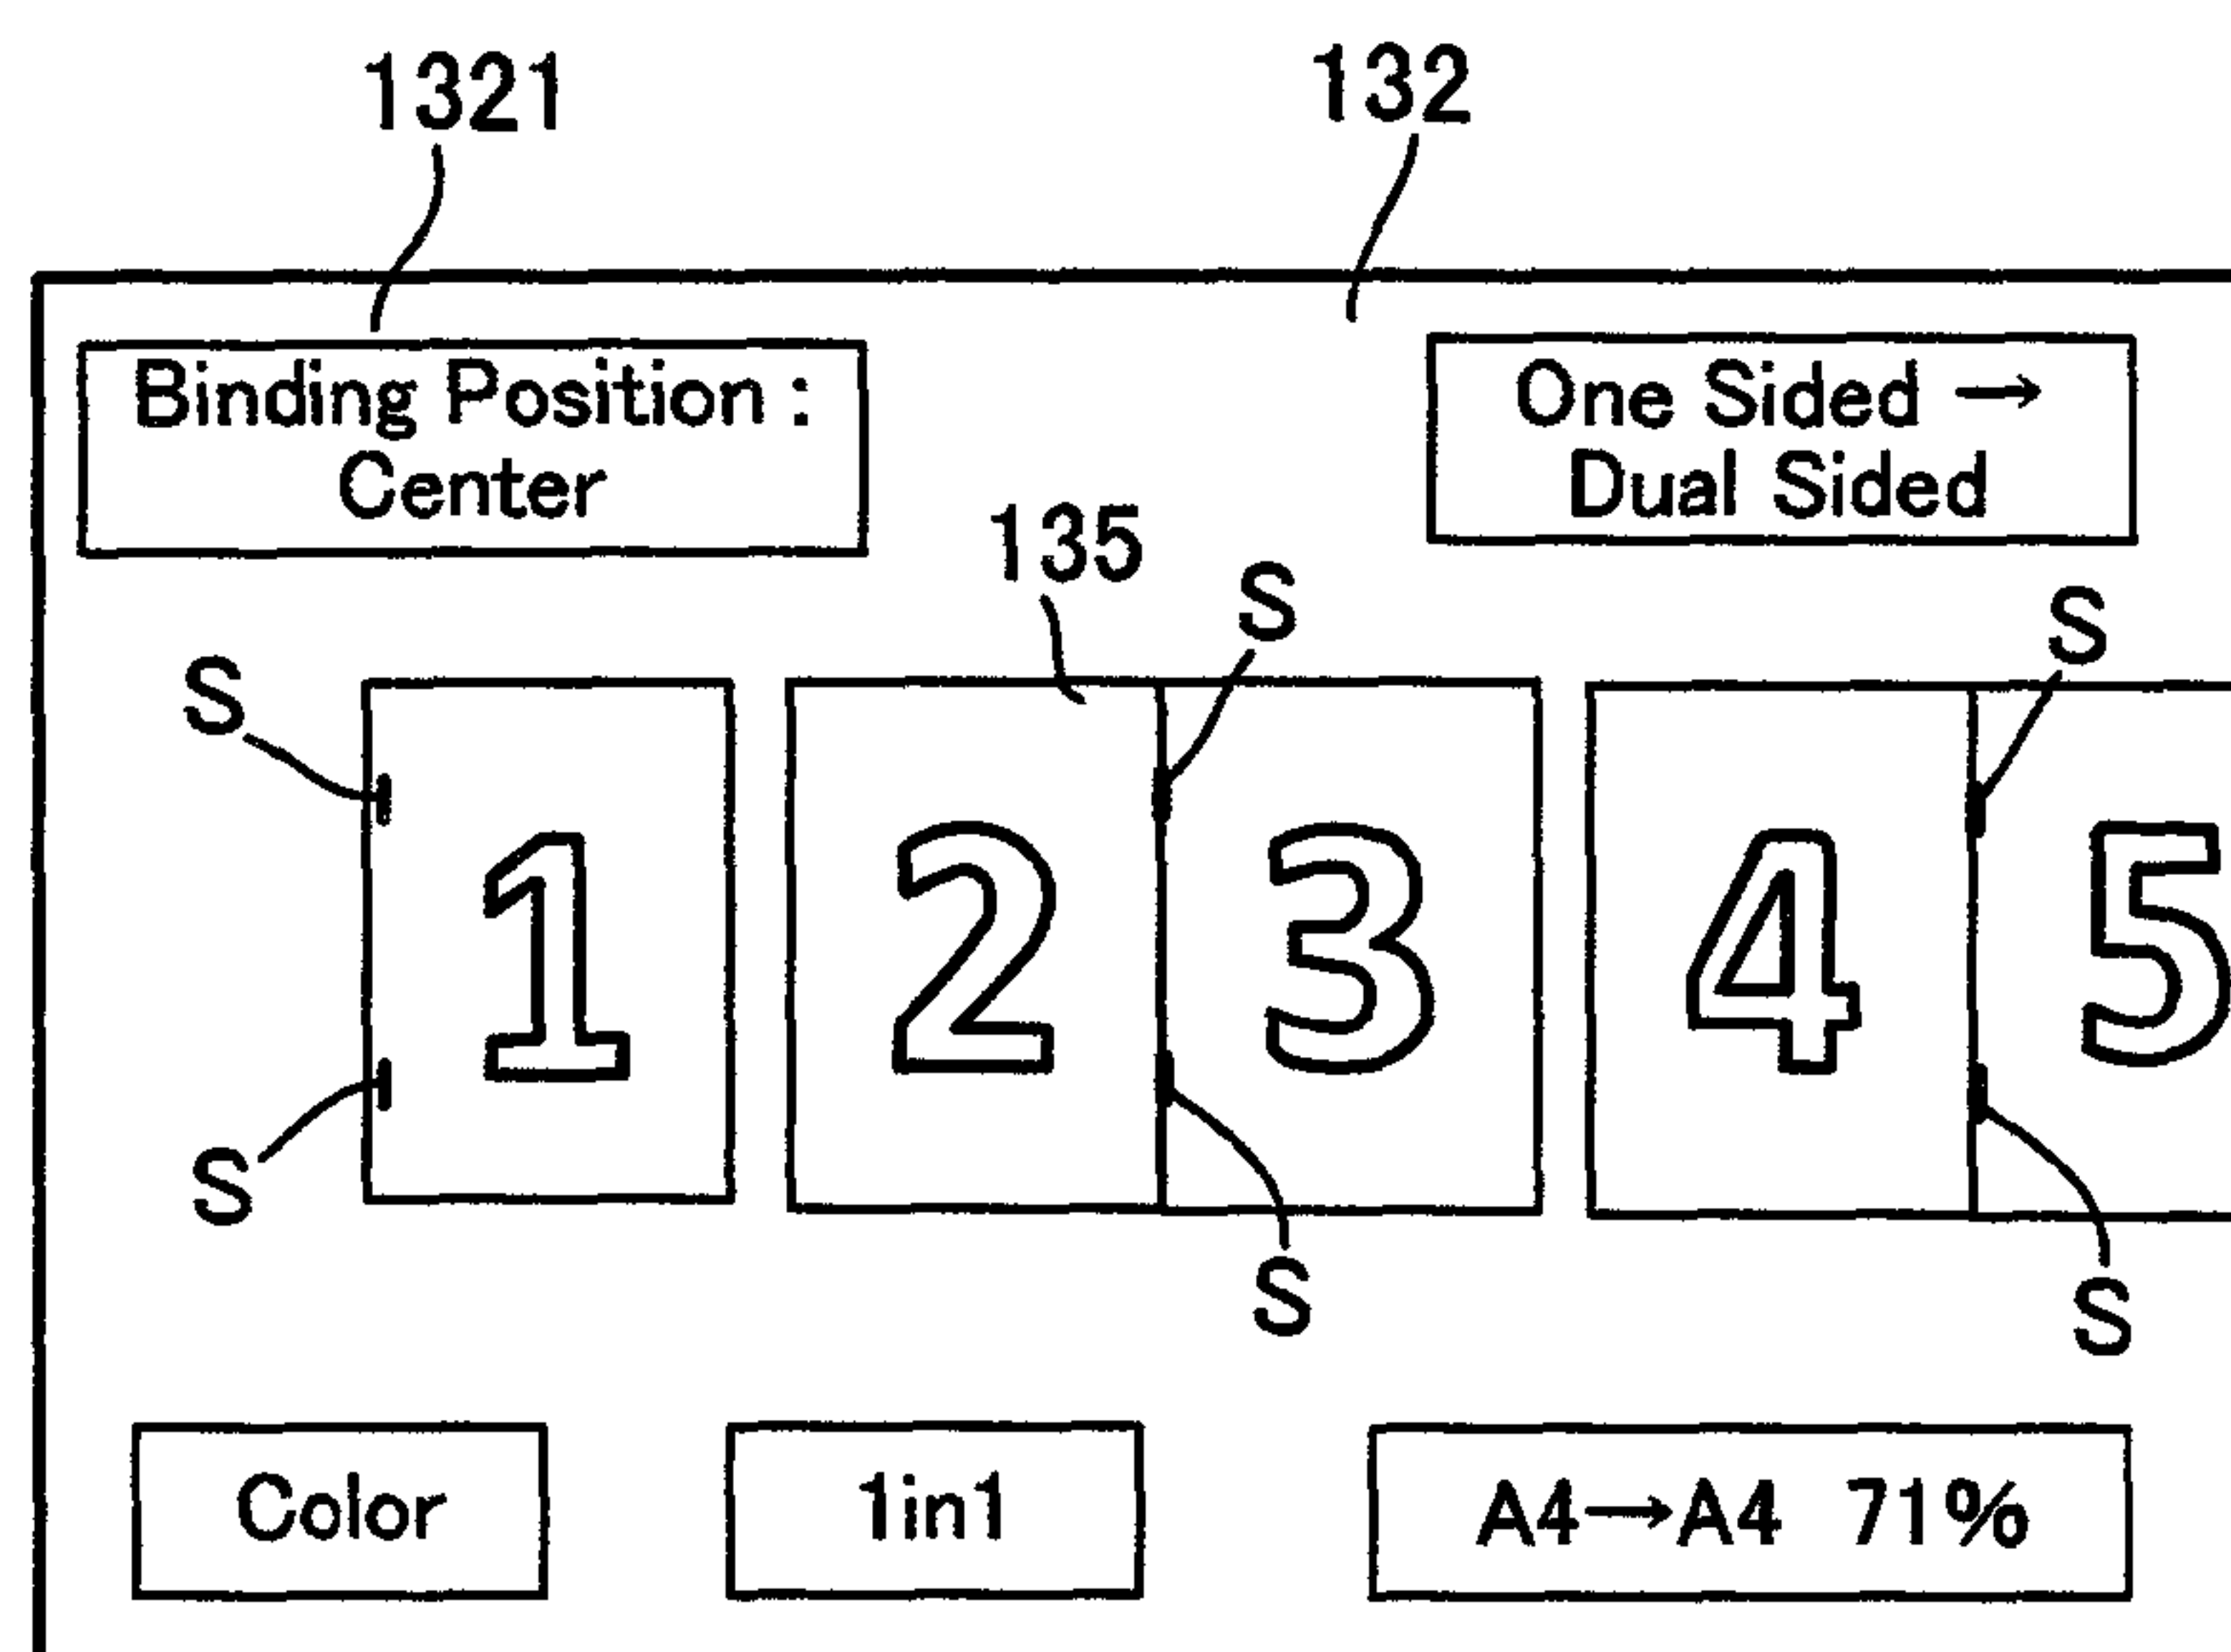 1321
132
Binding Position :
Center
One Sided →
Dual Sided
135
S
S
S
1
2
3
4
5
S
S
S
Color
1in1
A4→A4 71%